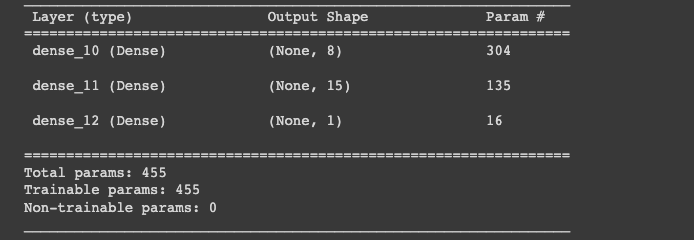 Layer (type) Output Shape Param #
=================================================================
dense_10 (Dense) (None, 8) 304
dense_11 (Dense) (None, 15) 135
dense_12 (Dense) (None, 1) 16
=================================================================
Total params: 455
Trainable params: 455
Non-trainable params: 0